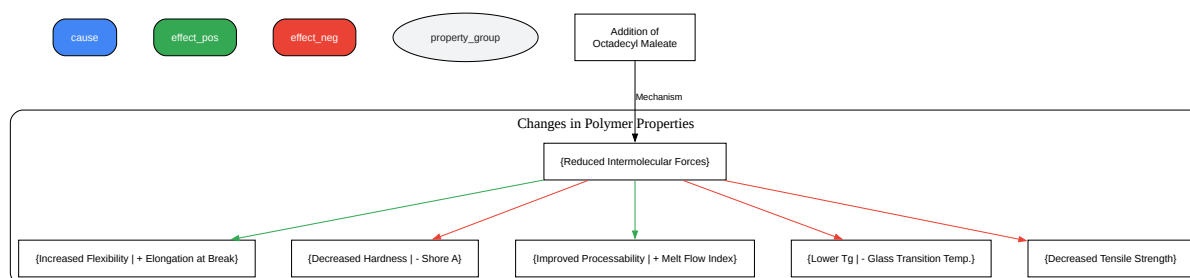 cause
effect_pos
effect_neg
property_group
Addition of
Octadecyl Maleate
Mechanism
Changes in Polymer Properties
{Reduced Intermolecular Forces}
{Increased Flexibility | + Elongation at Break}
{Decreased Hardness | - Shore A}
{Improved Processability | + Melt Flow Index}
{Lower Tg | - Glass Transition Temp.}
{Decreased Tensile Strength}